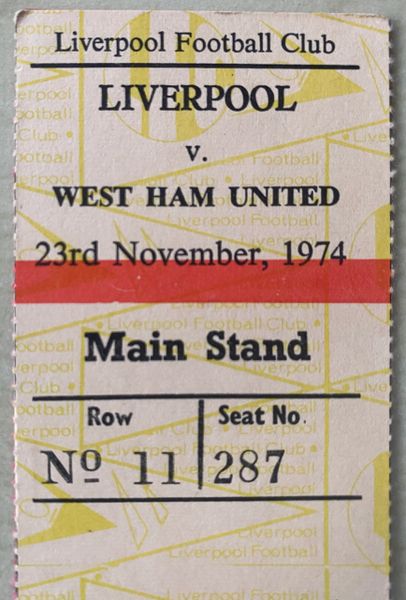 Liverpool Football Club
LIVERPOOL
v.
WEST HAM UNITED
23rd November, 1974
Main Stand
Row Seat No.
Nº 11 287